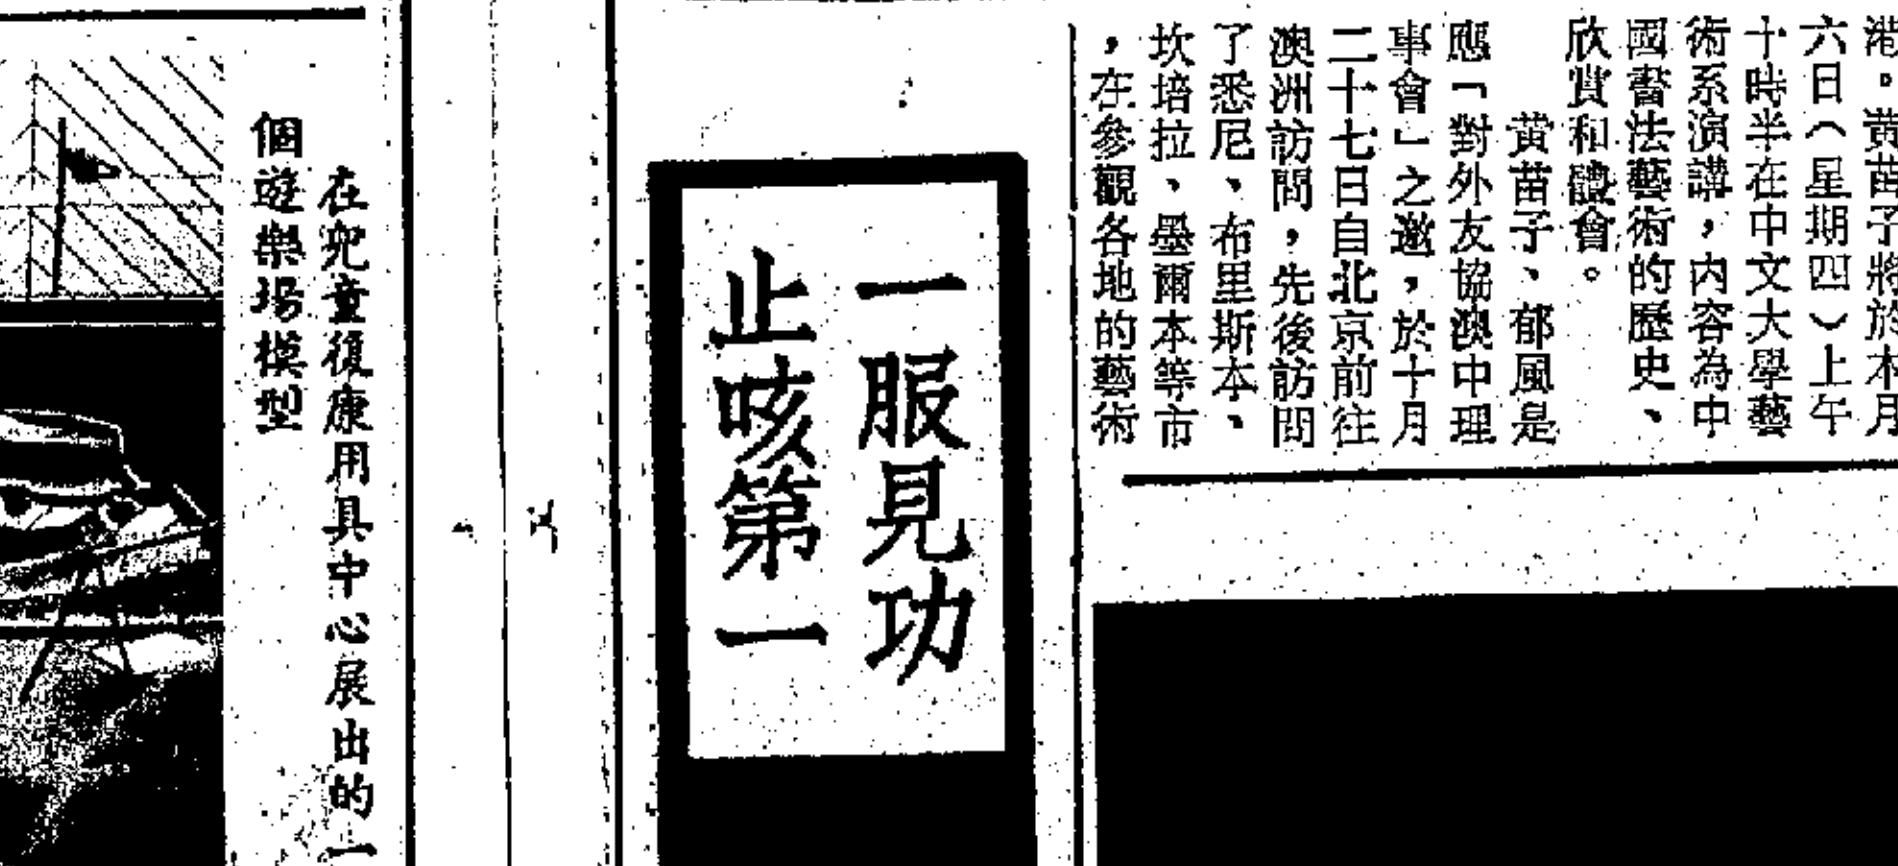 港。黄苗子將於本月
六日(星期四)上午
十時半在中文大學藝
術系演講,內容為中
國書法藝術的歷史、
欣賞和體會。
黄苗子、郁風是
應「對外友協澳中理
事會」之邀,於十月
二十七日自北京前往
澳洲訪問,先後訪問
了悉尼、布里斯本、
坎培拉、墨爾本等市
,在參觀各地的藝術
一服見功
止咳第一
在兒童復康用具中心展出的一
個遊樂場模型